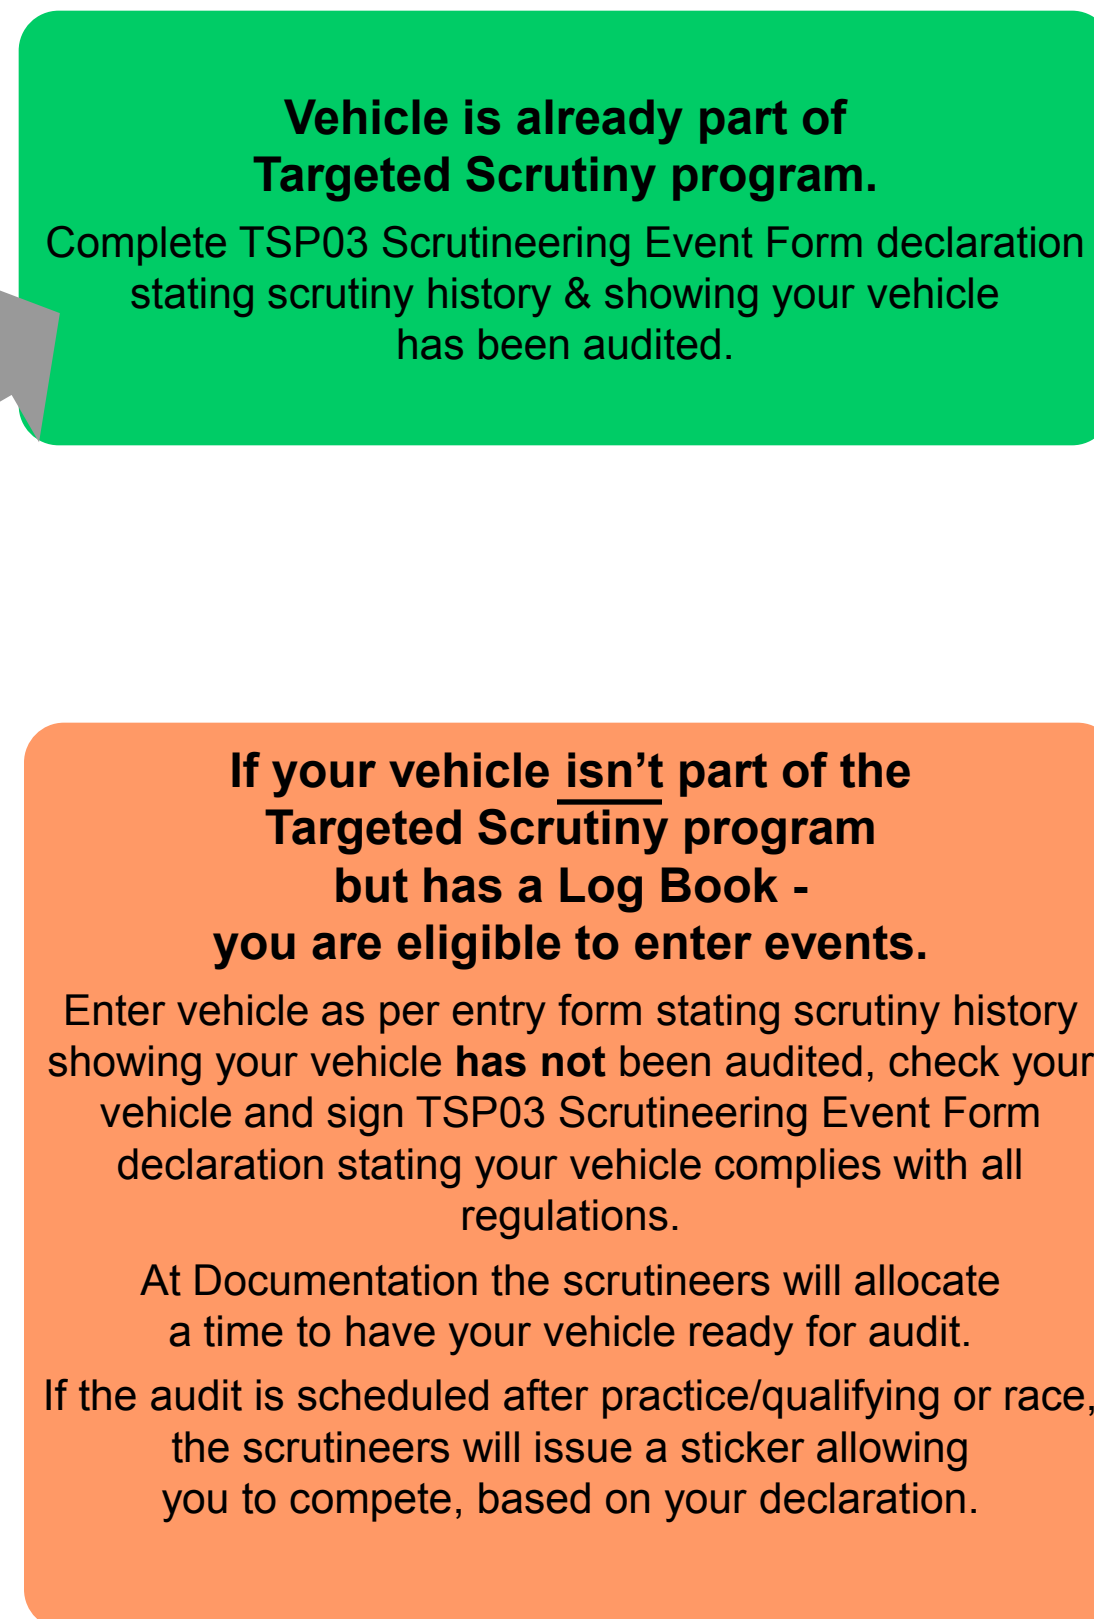 Vehicle is already part of
Targeted Scrutiny program.
Complete TSP03 Scrutineering Event Form declaration
stating scrutiny history & showing your vehicle
has been audited.
If your vehicle isn’t part of the
Targeted Scrutiny program
but has a Log Book -
you are eligible to enter events.
Enter vehicle as per entry form stating scrutiny history
showing your vehicle has not been audited, check your
vehicle and sign TSP03 Scrutineering Event Form
declaration stating your vehicle complies with all
regulations.
At Documentation the scrutineers will allocate
a time to have your vehicle ready for audit.
If the audit is scheduled after practice/qualifying or race,
the scrutineers will issue a sticker allowing
you to compete, based on your declaration.